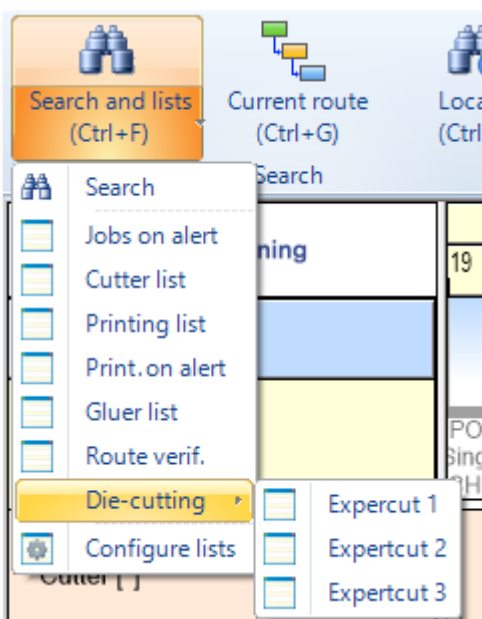 Search and lists
(Ctrl+F)
Current route
(Ctrl+G)
Search
Search
Jobs on alert
Cutter list
Printing list
Print. on alert
Gluer list
Route verif.
Die-cutting
Configure lists
Expercut 1
Expertcut 2
Expertcut 3
19
Cutter [ ]